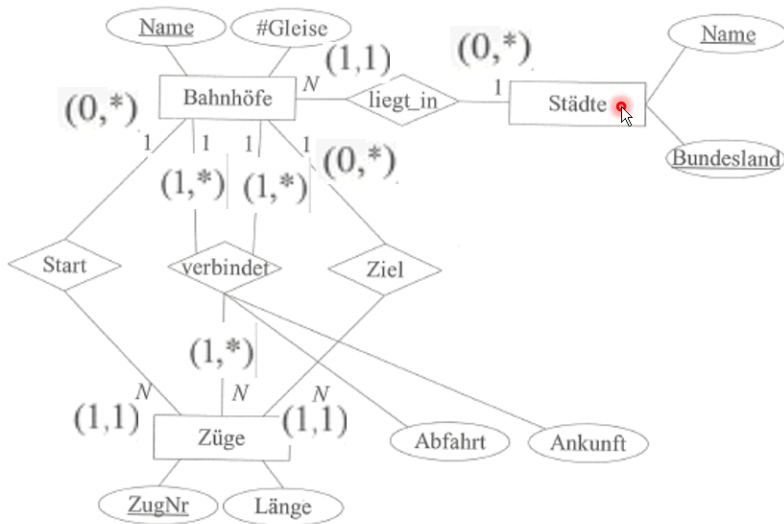 Name
#Gleise
Name
(1,1)
(0,*)
N
1
Bahnhöfe
liegt_in
Städte
(0,*)
1
1
1
1
(0,*)
Bundesland
(1,*)
(1,*)
Start
verbindet
Ziel
(1,*)
N
N
N
(1,1)
(1,1)
Züge
Abfahrt
Ankunft
ZugNr
Länge